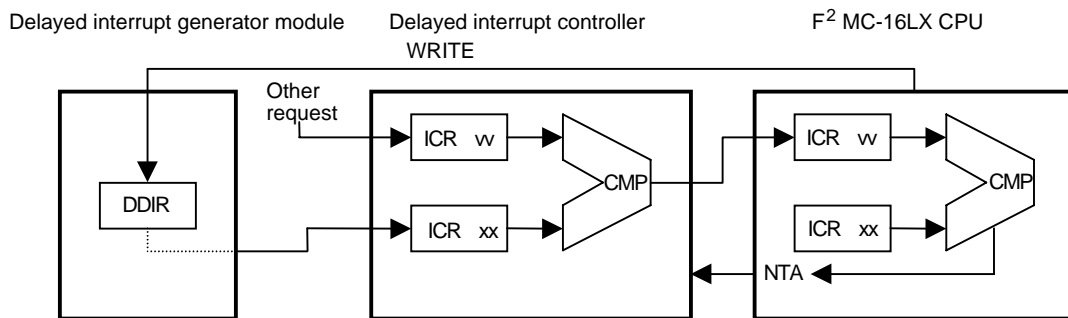 Delayed interrupt generator module
Delayed interrupt controller
F² MC-16LX CPU
WRITE
Other
request
ICR vv
ICR vv
CMP
CMP
DDIR
ICR xx
ICR xx
NTA